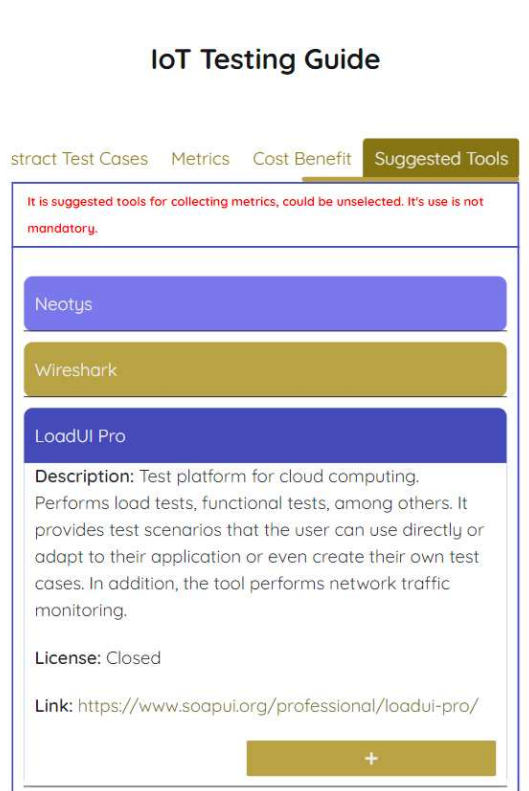 IoT Testing Guide
stract Test Cases Metrics Cost Benefit Suggested Tools
It is suggested tools for collecting metrics, could be unselected. It's use is not
mandatory.
Neotys
Wireshark
LoadUI Pro
Description: Test platform for cloud computing.
Performs load tests, functional tests, among others. It
provides test scenarios that the user can use directly or
adapt to their application or even create their own test
cases. In addition, the tool performs network traffic
monitoring.
License: Closed
Link: https://www.soapui.org/professional/loadui-pro/
+